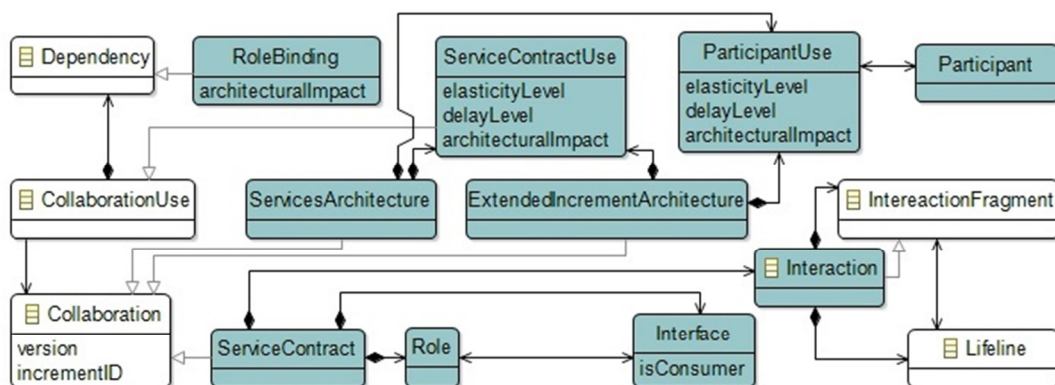 Dependency
RoleBinding
architecturalImpact
ServiceContractUse
elasticityLevel
delayLevel
architecturalImpact
ParticipantUse
elasticityLevel
delayLevel
architecturalImpact
Participant
CollaborationUse
ServicesArchitecture
ExtendedIncrementArchitecture
IntereactionFragment
Interaction
Collaboration
version
incrementID
ServiceContract
Role
Interface
isConsumer
Lifeline